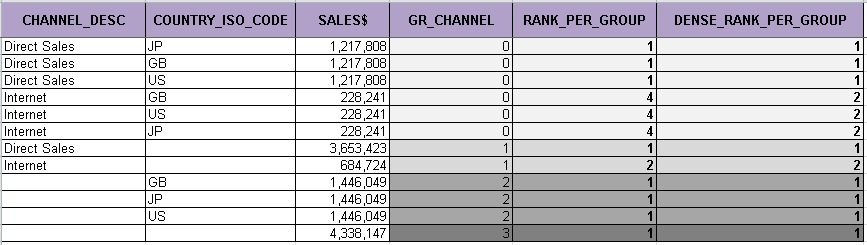 CHANNEL_DESC COUNTRY_ISO_CODE SALES$ GR_CHANNEL RANK_PER_GROUP DENSE_RANK_PER_GROUP
Direct Sales JP 1,217,808 0 1 1
Direct Sales GB 1,217,808 0 1 1
Direct Sales US 1,217,808 0 1 1
Internet GB 228,241 0 4 2
Internet US 228,241 0 4 2
Internet JP 228,241 0 4 2
Direct Sales 3,653,423 1 1 1
Internet 684,724 1 2 2
GB 1,446,049 2 1 1
JP 1,446,049 2 1 1
US 1,446,049 2 1 1
4,338,147 3 1 1